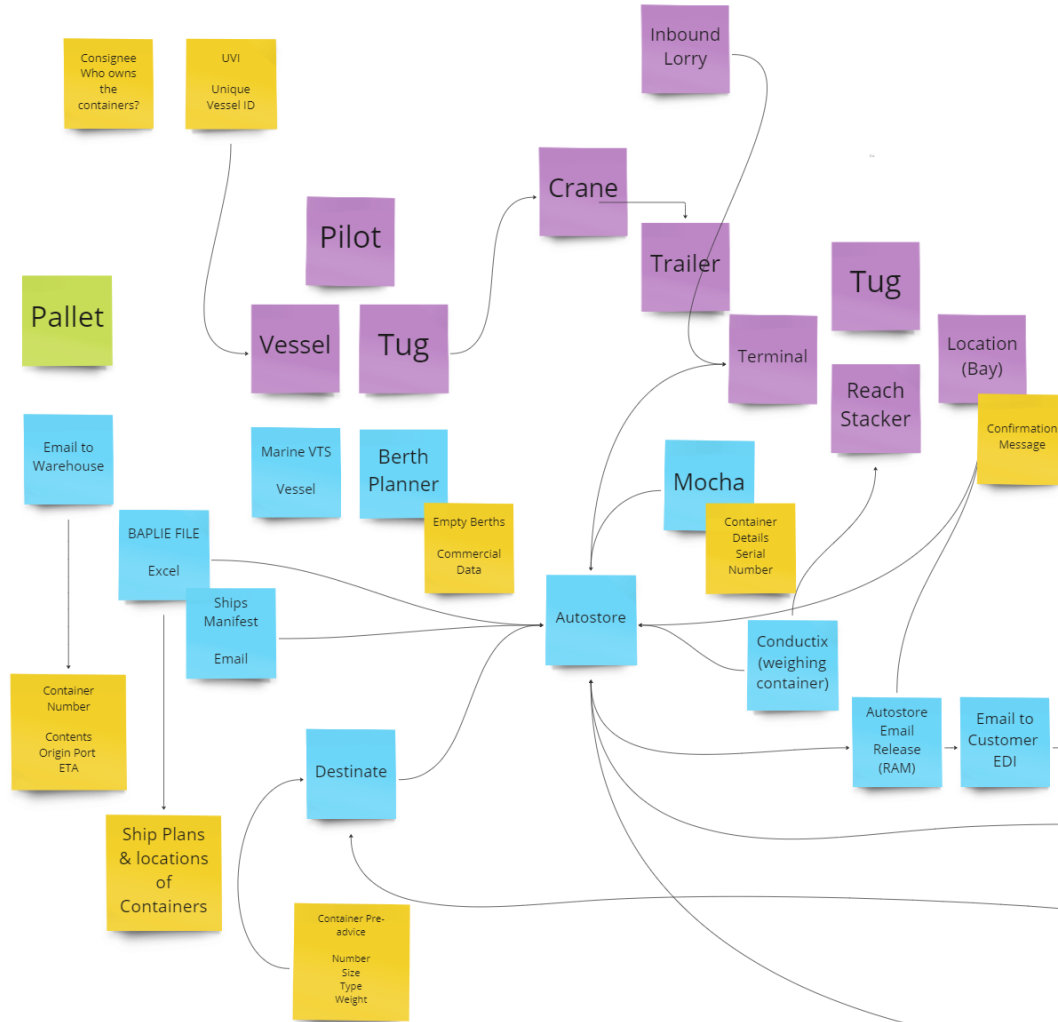 Consignee
Who owns
the
containers?
UVI
Unique
Vessel ID
Inbound
Lorry
Crane
Pilot
Trailer
Tug
Pallet
Vessel
Tug
Terminal
Location
(Bay)
Reach
Stacker
Confirmation
Message
Email to
Warehouse
Marine VTS
Vessel
Berth
Planner
Mocha
Empty Berths
Commercial
Data
Container
Details
Serial
Number
BAPLIE FILE
Excel
Ships
Manifest
Email
Autostore
Conductix
(weighing
container)
Container
Number
Contents
Origin Port
ETA
Destinate
Autostore
Email
Release
(RAM)
Email to
Customer
EDI
Ship Plans
& locations
of
Containers
Container Pre-
advice
Number
Size
Type
Weight